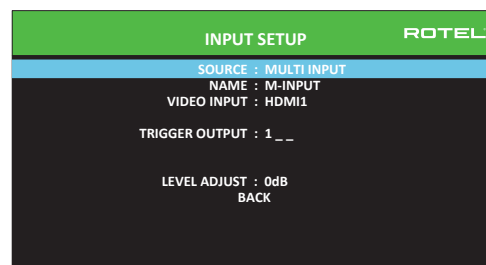 INPUT SETUP
ROTEL
SOURCE : MULTI INPUT
NAME : M-INPUT
VIDEO INPUT : HDMI1
TRIGGER OUTPUT : 1 _ _
LEVEL ADJUST : 0dB
BACK